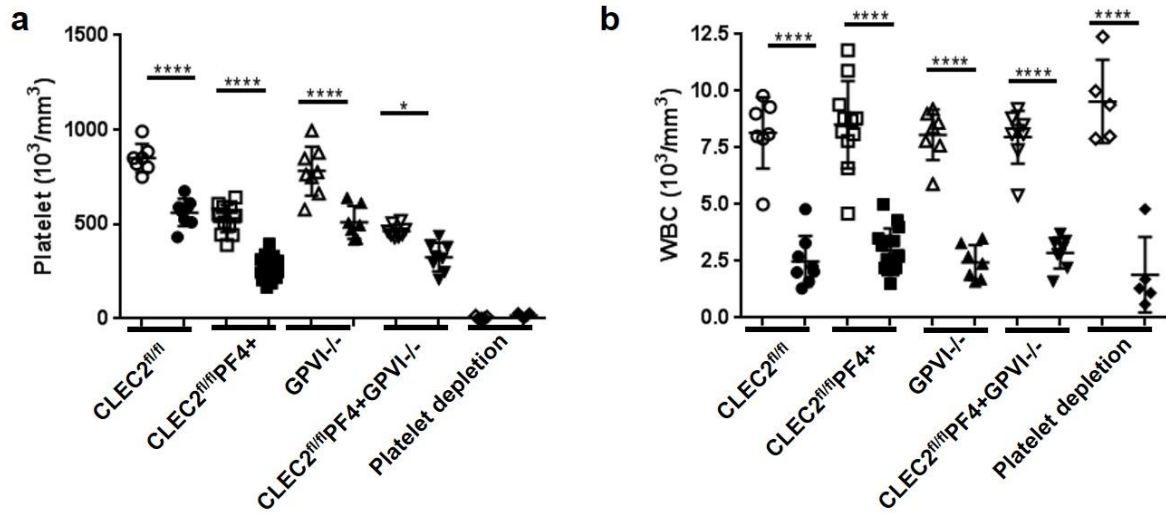 a
Platelet (10³/mm³)
1500
1000
500
0
****
****
****
*
CLEC2fl/fl
CLEC2fl/flPF4+
GPVI-/-
CLEC2fl/flPF4+GPVI-/-
Platelet depletion
b
WBC (10³/mm³)
12.5
10.0
7.5
5.0
2.5
0.0
****
****
****
****
****
CLEC2fl/fl
CLEC2fl/flPF4+
GPVI-/-
CLEC2fl/flPF4+GPVI-/-
Platelet depletion